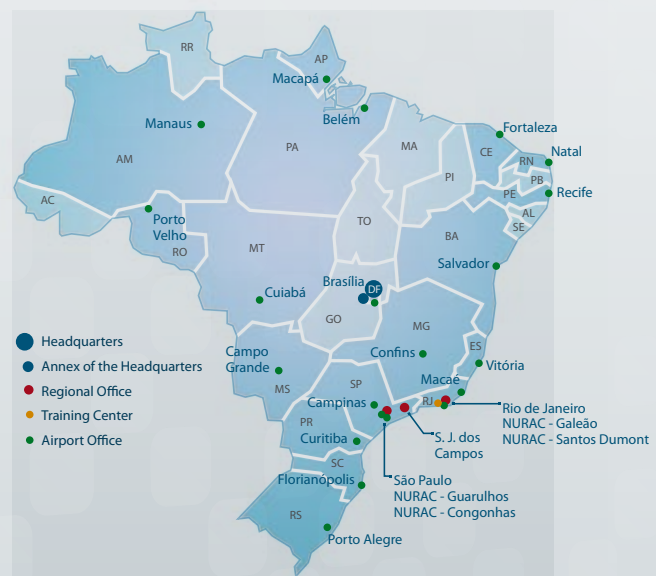 RR
AP
Macapá
Belém
Manaus
Fortaleza
AM
PA
MA
CE
Natal
RN
PI
PB
PE
Recife
AC
AL
SE
Porto
Velho
TO
RO
MT
BA
Salvador
Brasília
DF
Cuiabá
GO
MG
Headquarters
Campo
Grande
Confins
ES
Vitória
Annex of the Headquarters
Regional Office
MS
SP
Macaé
Training Center
Campinas
RJ
Rio de Janeiro
NURAC - Galeão
NURAC - Santos Dumont
Airport Office
PR
Curitiba
S. J. dos
Campos
SC
Florianópolis
São Paulo
NURAC - Guarulhos
NURAC - Congonhas
RS
Porto Alegre